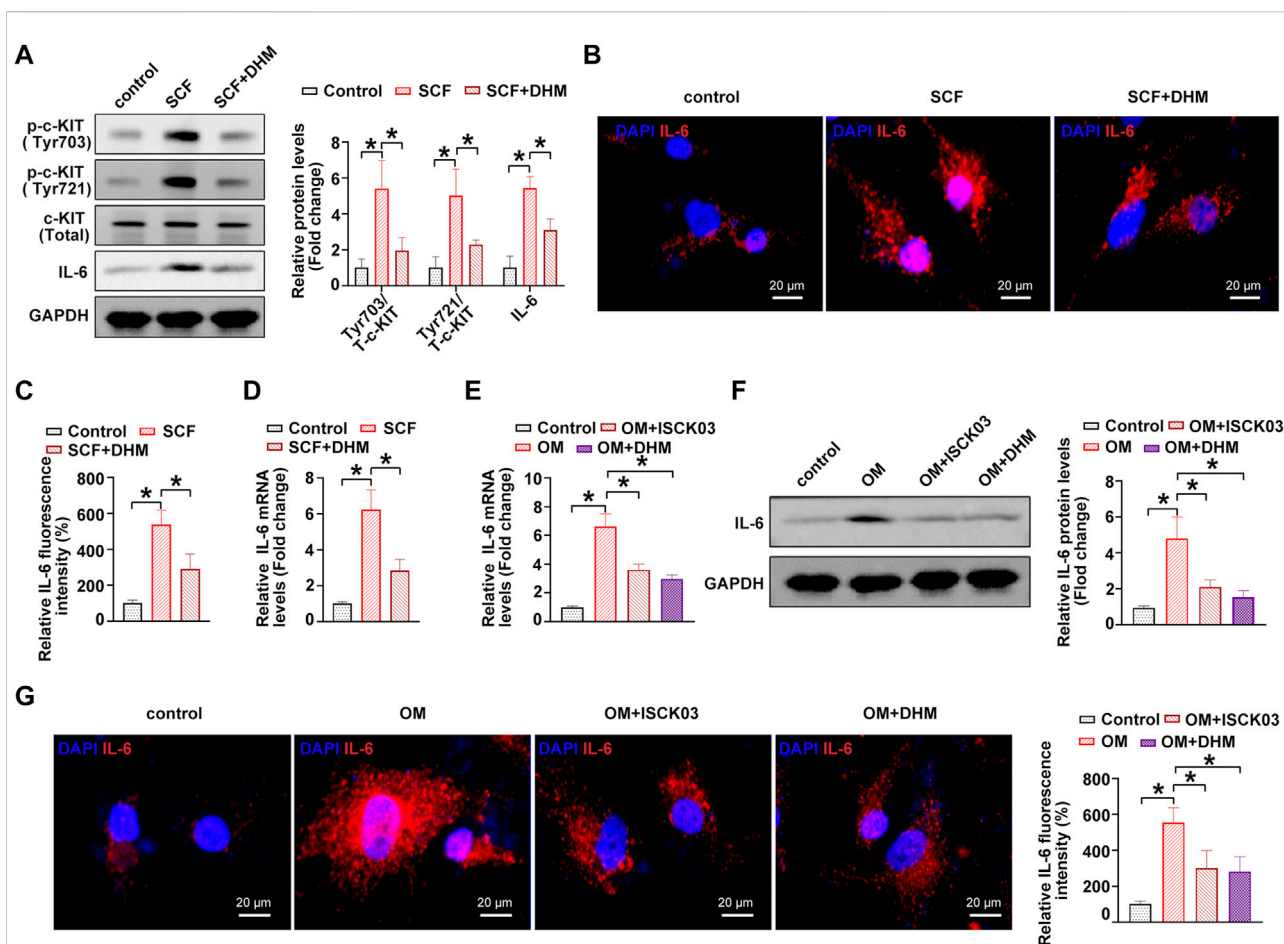 A
control
SCF
SCF+DHM
p-c-KIT
( Tyr703)
p-c-KIT
(Tyr721)
c-KIT
(Total)
IL-6
GAPDH
Control SCF SCF+DHM
Relative protein levels
(Fold change)
8
6
4
2
0
* * * * * *
Tyr703/
T-c-KIT
Tyr721/
T-c-KIT
IL-6
B
control SCF SCF+DHM
DAPI IL-6 DAPI IL-6 DAPI IL-6
20 μm 20 μm 20 μm
C
Control SCF
SCF+DHM
Relative IL-6 fluorescence
intensity (%)
800
600
400
200
0
* *
D
Control SCF
SCF+DHM
Relative IL-6 mRNA
levels (Fold change)
8
6
4
2
0
* *
E
Control OM+ISCK03
OM OM+DHM
Relative IL-6 mRNA
levels (Fold change)
10
8
6
4
2
0
* * *
F
control
OM
OM+ISCK03
OM+DHM
IL-6
GAPDH
Control OM+ISCK03
OM OM+DHM
Relative IL-6 protein levels
(Flod change)
8
6
4
2
0
* * *
G
control OM OM+ISCK03 OM+DHM
DAPI IL-6 DAPI IL-6 DAPI IL-6 DAPI IL-6
20 μm 20 μm 20 μm 20 μm
Control OM+ISCK03
OM OM+DHM
Relative IL-6 fluorescence
intensity (%)
800
600
400
200
0
* * *